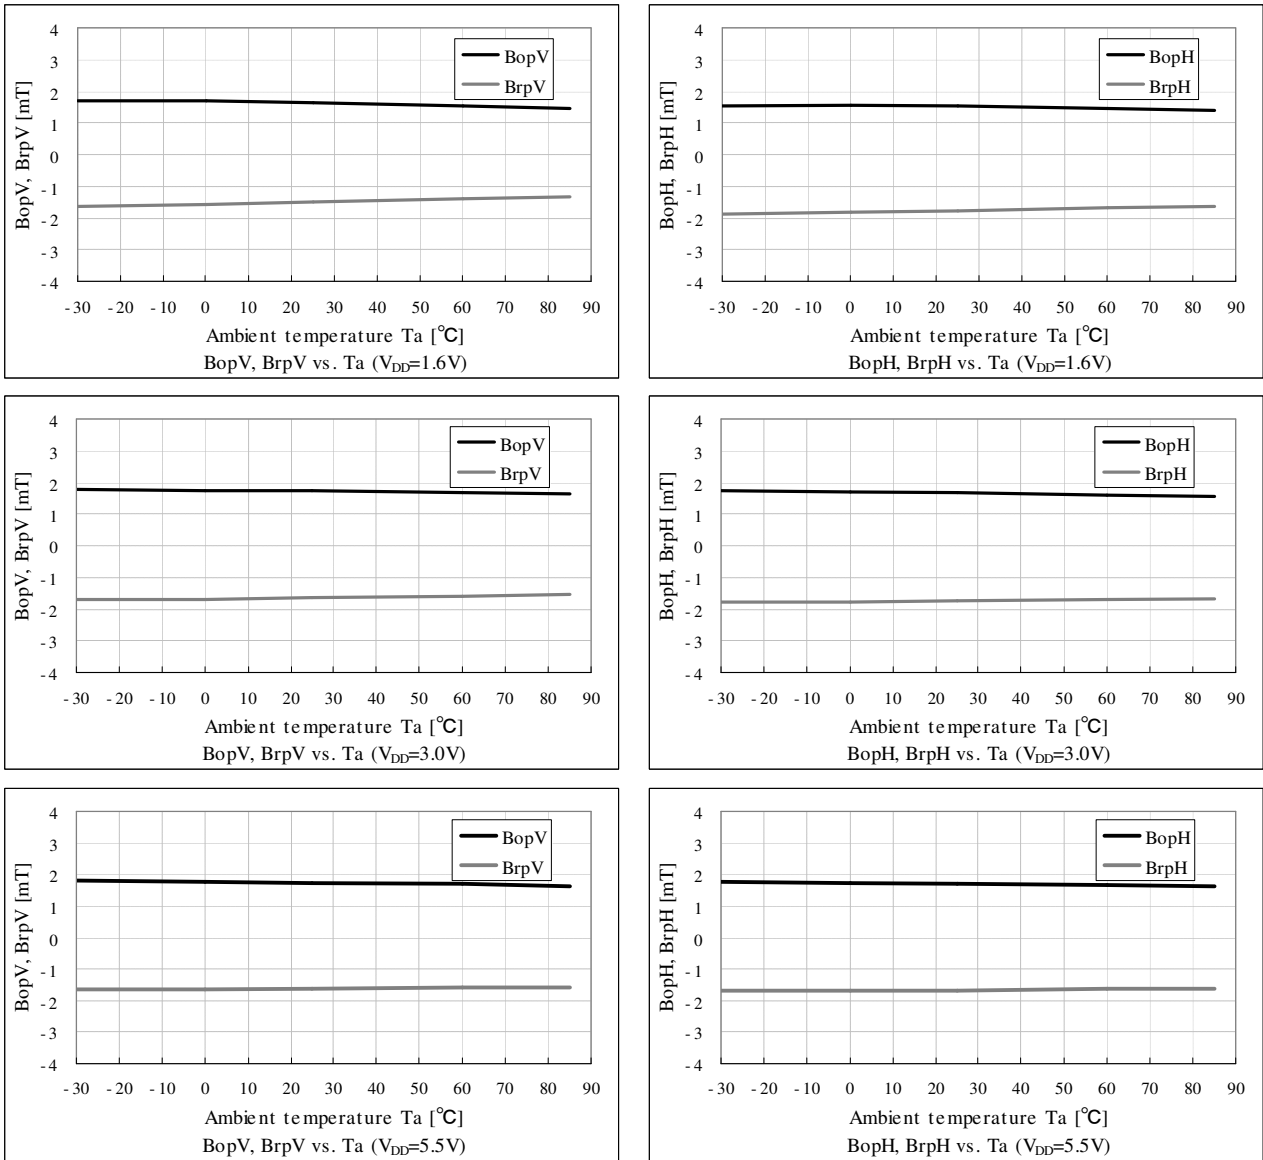 4
3
2
1
0
-1
-2
-3
-4
BopV, BrpV [mT]
BopV
BrpV
-30 -20 -10 0 10 20 30 40 50 60 70 80 90
Ambient temperature Ta [℃]
BopV, BrpV vs. Ta (VDD=1.6V)
4
3
2
1
0
-1
-2
-3
-4
BopH, BrpH [mT]
BopH
BrpH
-30 -20 -10 0 10 20 30 40 50 60 70 80 90
Ambient temperature Ta [℃]
BopH, BrpH vs. Ta (VDD=1.6V)
4
3
2
1
0
-1
-2
-3
-4
BopV, BrpV [mT]
BopV
BrpV
-30 -20 -10 0 10 20 30 40 50 60 70 80 90
Ambient temperature Ta [℃]
BopV, BrpV vs. Ta (VDD=3.0V)
4
3
2
1
0
-1
-2
-3
-4
BopH, BrpH [mT]
BopH
BrpH
-30 -20 -10 0 10 20 30 40 50 60 70 80 90
Ambient temperature Ta [℃]
BopH, BrpH vs. Ta (VDD=3.0V)
4
3
2
1
0
-1
-2
-3
-4
BopV, BrpV [mT]
BopV
BrpV
-30 -20 -10 0 10 20 30 40 50 60 70 80 90
Ambient temperature Ta [℃]
BopV, BrpV vs. Ta (VDD=5.5V)
4
3
2
1
0
-1
-2
-3
-4
BopH, BrpH [mT]
BopH
BrpH
-30 -20 -10 0 10 20 30 40 50 60 70 80 90
Ambient temperature Ta [℃]
BopH, BrpH vs. Ta (VDD=5.5V)